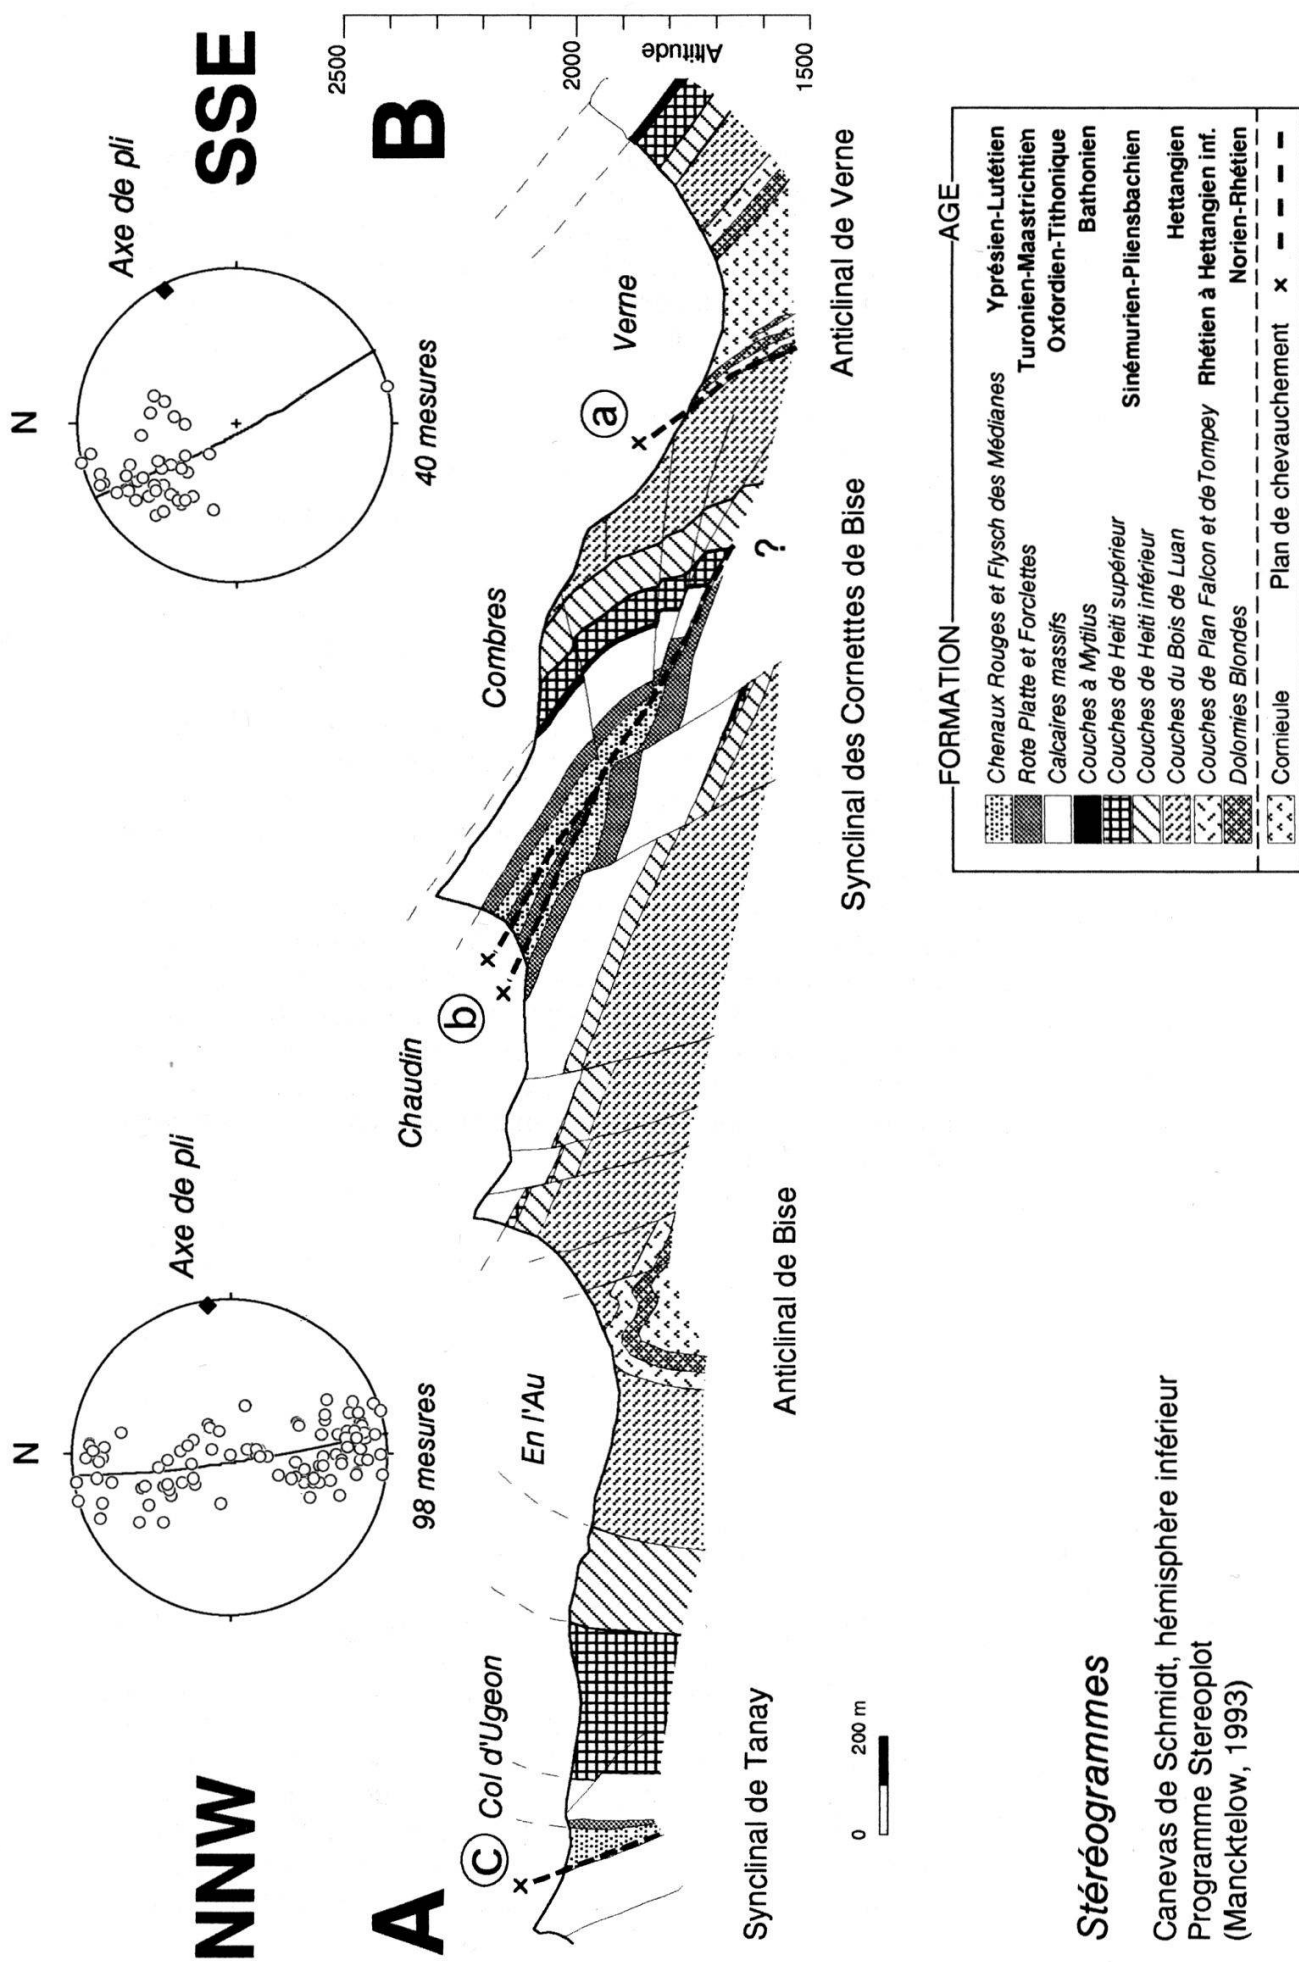 NNW
SSE
N
Axe de pli
98 mesures
N
Axe de pli
40 mesures
A
B
2500
2000
1500
Altitude
C
Col d'Ugeon
En l'Au
Chaudin
b
Combres
a
Verne
?
Synclinal de Tanay
Anticlinal de Bise
Synclinal des Cornettes de Bise
Anticlinal de Verne
0 200 m
Stéréogrammes
Canevas de Schmidt, hémisphère inférieur
Programme Stereoplot
(Mancktelow, 1993)
FORMATION AGE
Chenaux Rouges et Flysch des Médianes Yprésien-Lutétien
Rote Platte et Forclettes Turonien-Maastrichtien
Calcaires massifs Oxfordien-Tithonique
Couches à Mytilus Bathonien
Couches de Heiti supérieur
Sinémurien-Pliensbachien
Couches de Heiti inférieur
Couches du Bois de Luan Hettangien
Couches de Plan Falcon et de Tompey Rhétien à Hettangien inf.
Dolomies Blondes Norien-Rhétien
Cornieule Plan de chevauchement x